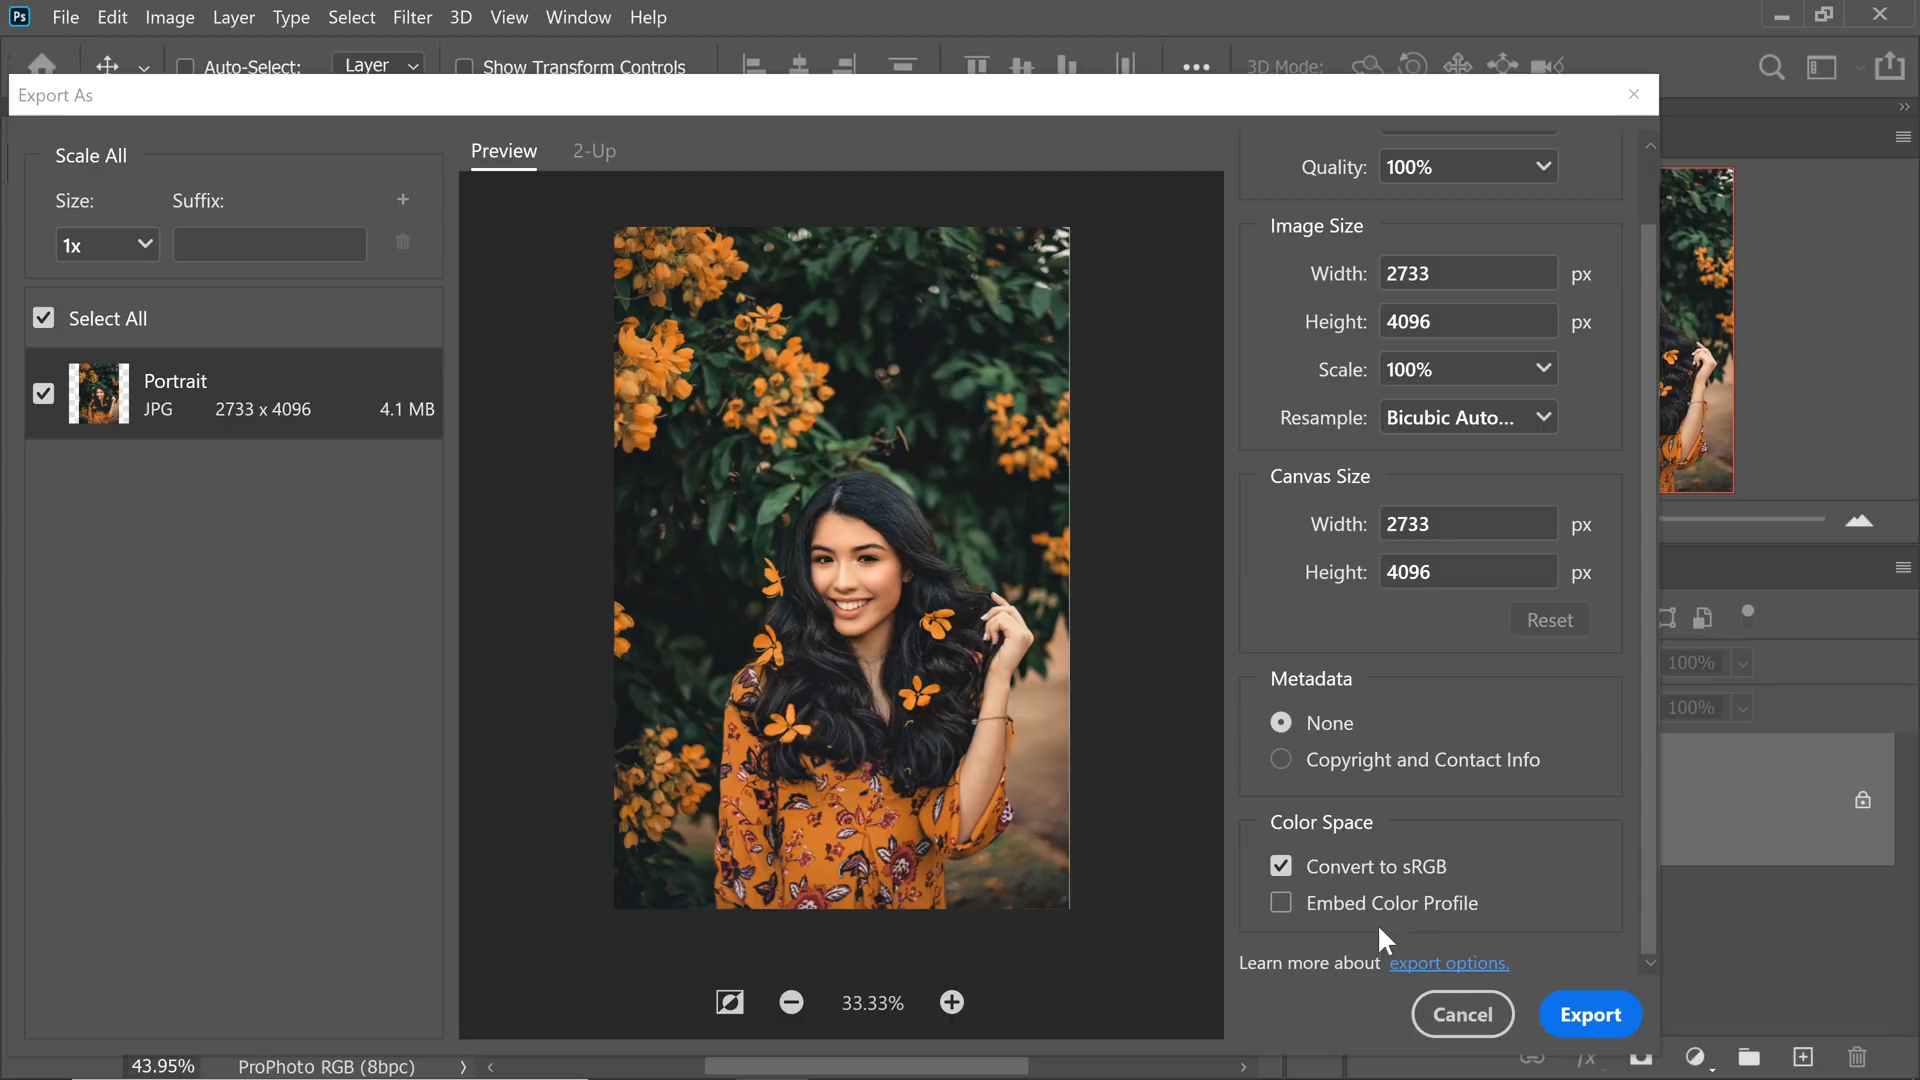 Ps File Edit Image Layer Type Select Filter 3D View Window Help
Auto-Select: Layer Show Transform Controls ••• 3D Mode:
Export As
Scale All
Size: Suffix:
1x
Select All
Portrait
JPG 2733 x 4096 4.1 MB
Preview 2-Up
33.33%
Quality: 100%
Image Size
Width: 2733 px
Height: 4096 px
Scale: 100%
Resample: Bicubic Auto...
Canvas Size
Width: 2733 px
Height: 4096 px
Reset
Metadata
None
Copyright and Contact Info
Color Space
Convert to sRGB
Embed Color Profile
Learn more about export options.
Cancel Export
100%
100%
43.95% ProPhoto RGB (8bpc)
fx